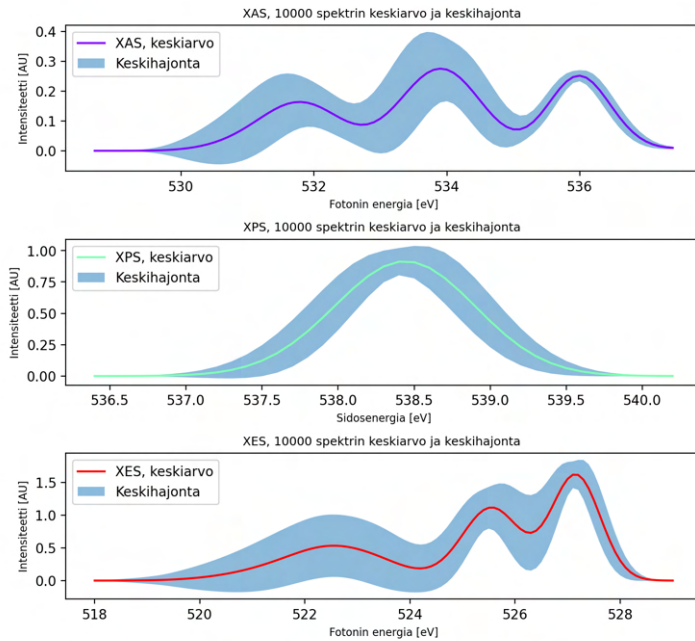 XAS, 10000 spektrin keskiarvo ja keskihajonta
0.4
0.3
0.2
0.1
0.0
Intensiteetti [AU]
XAS, keskiarvo
Keskihajonta
530 532 534 536
Fotonin energia [eV]
XPS, 10000 spektrin keskiarvo ja keskihajonta
1.00
0.75
0.50
0.25
0.00
Intensiteetti [AU]
XPS, keskiarvo
Keskihajonta
536.5 537.0 537.5 538.0 538.5 539.0 539.5 540.0
Sidosenergia [eV]
XES, 10000 spektrin keskiarvo ja keskihajonta
1.5
1.0
0.5
0.0
Intensiteetti [AU]
XES, keskiarvo
Keskihajonta
518 520 522 524 526 528
Fotonin energia [eV]